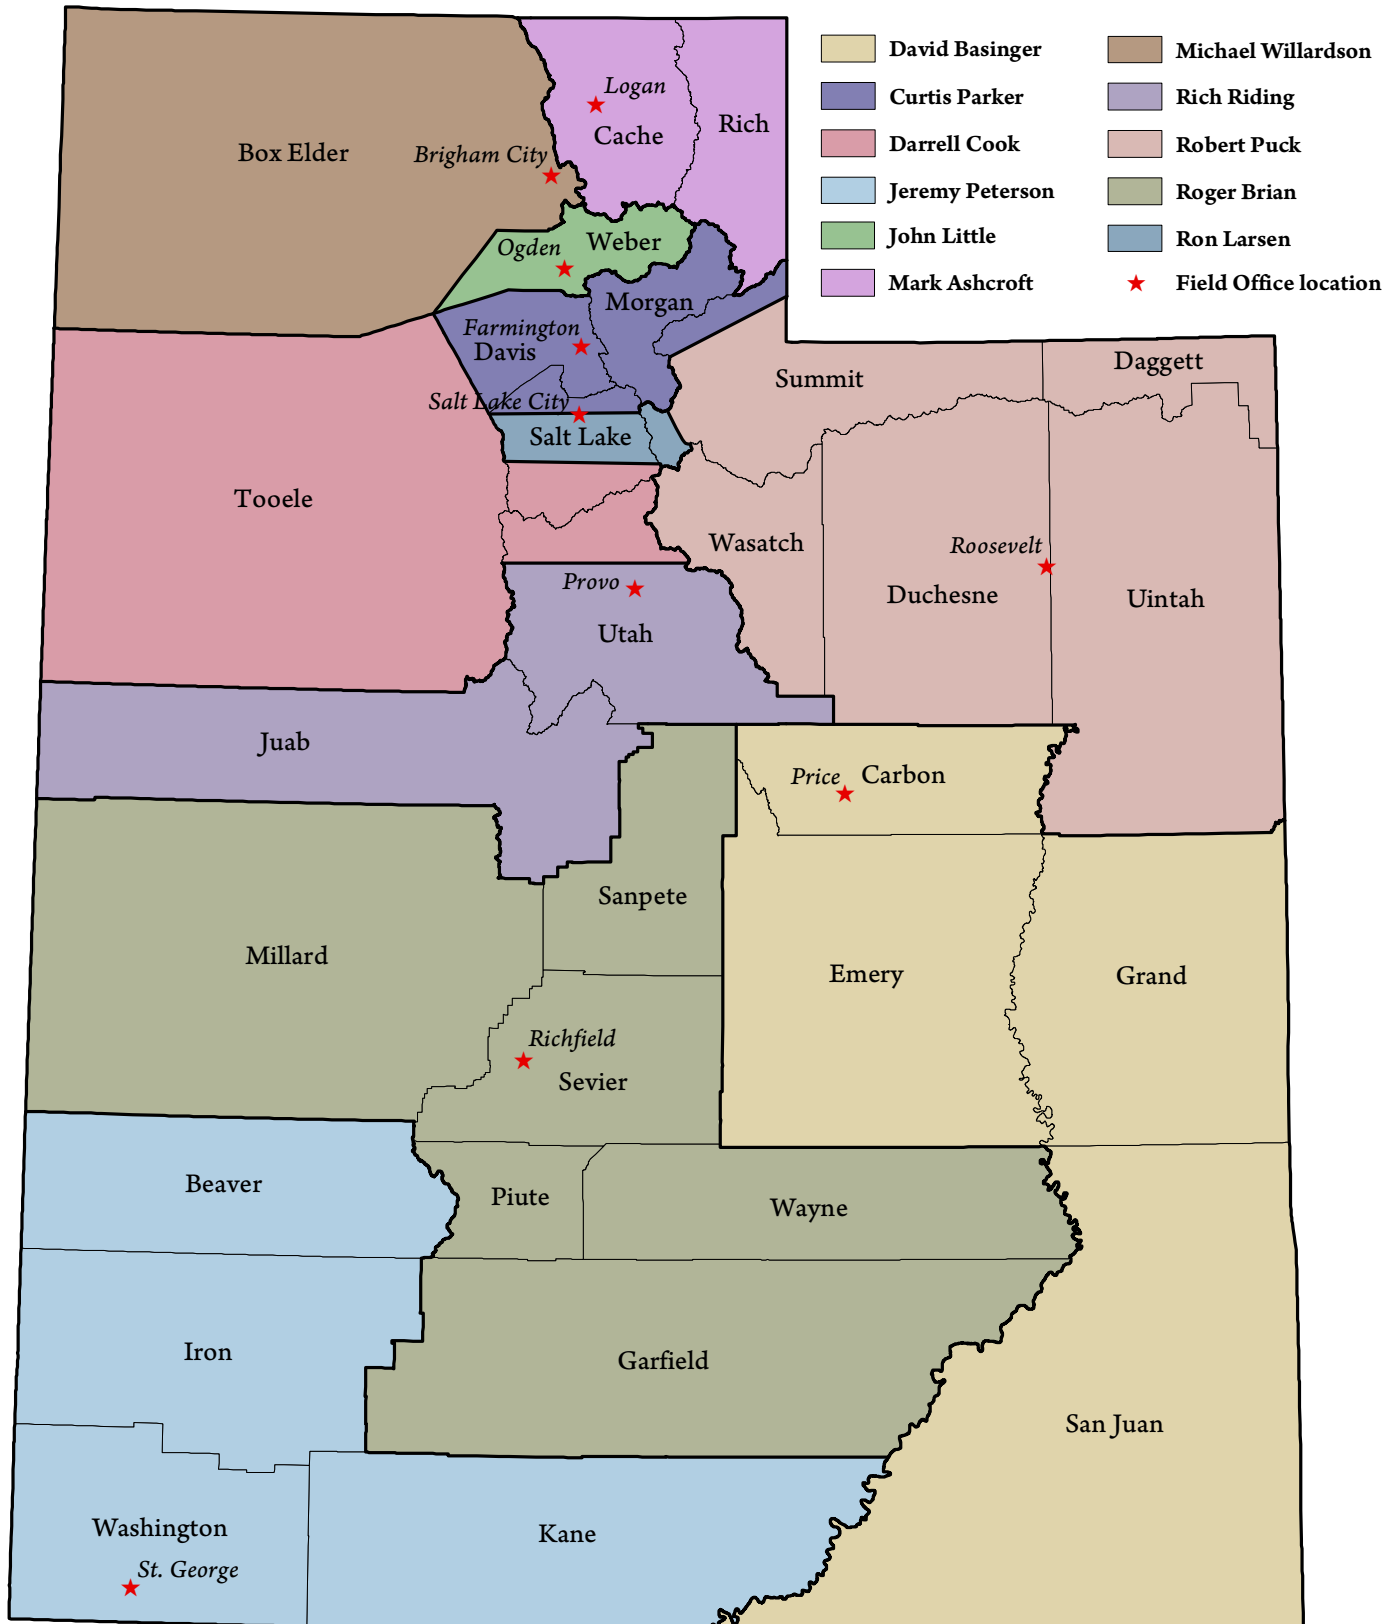 David Basinger
Michael Willardson
Curtis Parker
Rich Riding
Darrell Cook
Robert Puck
Jeremy Peterson
Roger Brian
John Little
Ron Larsen
Mark Ashcroft
Field Office location
Logan
Cache
Rich
Box Elder
Brigham City
Ogden
Weber
Morgan
Farmington
Davis
Summit
Daggett
Salt Lake City
Salt Lake
Tooele
Wasatch
Roosevelt
Duchesne
Uintah
Provo
Utah
Juab
Price
Carbon
Sanpete
Millard
Emery
Grand
Richfield
Sevier
Beaver
Piute
Wayne
Iron
Garfield
San Juan
Washington
Kane
St. George